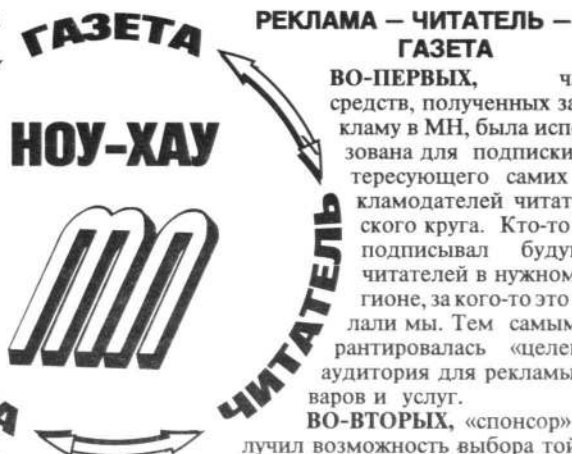 ГАЗЕТА
НОУ-ХАУ
ЧИТАТЕЛЬ
РЕКЛАМА — ЧИТАТЕЛЬ —
ГАЗЕТА
ВО-ПЕРВЫХ,
средств, полученных за
кламу в МН, была испо
зована для подписки
тересующего самих
кламодателей читат
ского круга. Кто-то
подписывал буду
читателей в нужном
гионе, за кого-то это
лали мы. Тем самым
рантировалась «целе
аудитория для рекламы
варов и услуг.
ВО-ВТОРЫХ, «спонсор»
лучил возможность выбора той